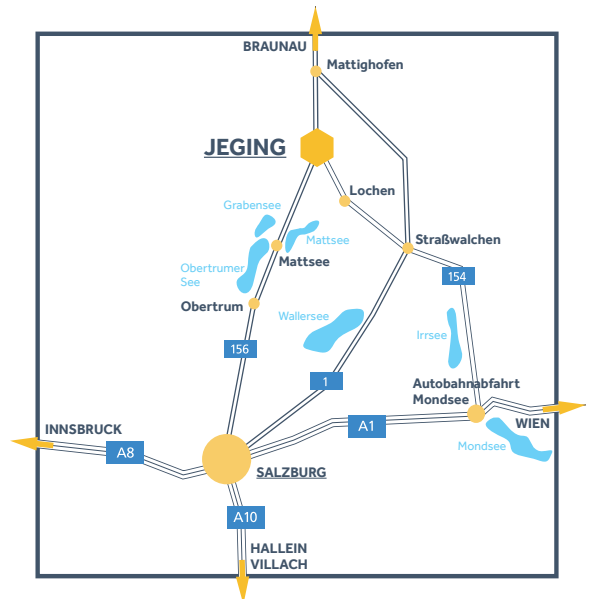 BRAUNAU
Mattighofen
JEGING
Lochen
Grabensee
Mattsee
Straßwalchen
Obertrumer
See
Mattsee
154
Obertrum
Wallersee
Irrsee
156
1
Autobahnabfahrt
Mondsee
A1
WIEN
INNSBRUCK
A8
Mondsee
SALZBURG
A10
HALLEIN
VILLACH